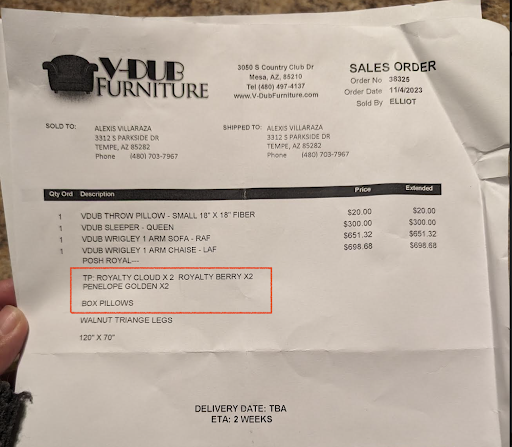 V-DUB
FURNITURE
3050 S Country Club Dr
Mesa, AZ, 85210
Tel (480) 497-4137
www.V-DubFurniture.com
SALES ORDER
Order No 38325
Order Date 11/4/2023
Sold By ELLIOT
SOLD TO: ALEXIS VILLARAZA
3312 S PARKSIDE DR
TEMPE, AZ 85282
Phone (480) 703-7967
SHIPPED TO: ALEXIS VILLARAZA
3312 S PARKSIDE DR
TEMPE, AZ 85282
Phone (480) 703-7967
Qty Ord Description Price Extended
1 VDUB THROW PILLOW - SMALL 18" X 18" FIBER $20.00 $20.00
1 VDUB SLEEPER - QUEEN $300.00 $300.00
1 VDUB WRIGLEY 1 ARM SOFA - RAF $651.32 $651.32
1 VDUB WRIGLEY 1 ARM CHAISE - LAF $698.68 $698.68
POSH ROYAL---
TP: ROYALTY CLOUD X 2 ROYALTY BERRY X2
PENELOPE GOLDEN X2
BOX PILLOWS
WALNUT TRIANGE LEGS
120" X 70"
DELIVERY DATE: TBA
ETA: 2 WEEKS